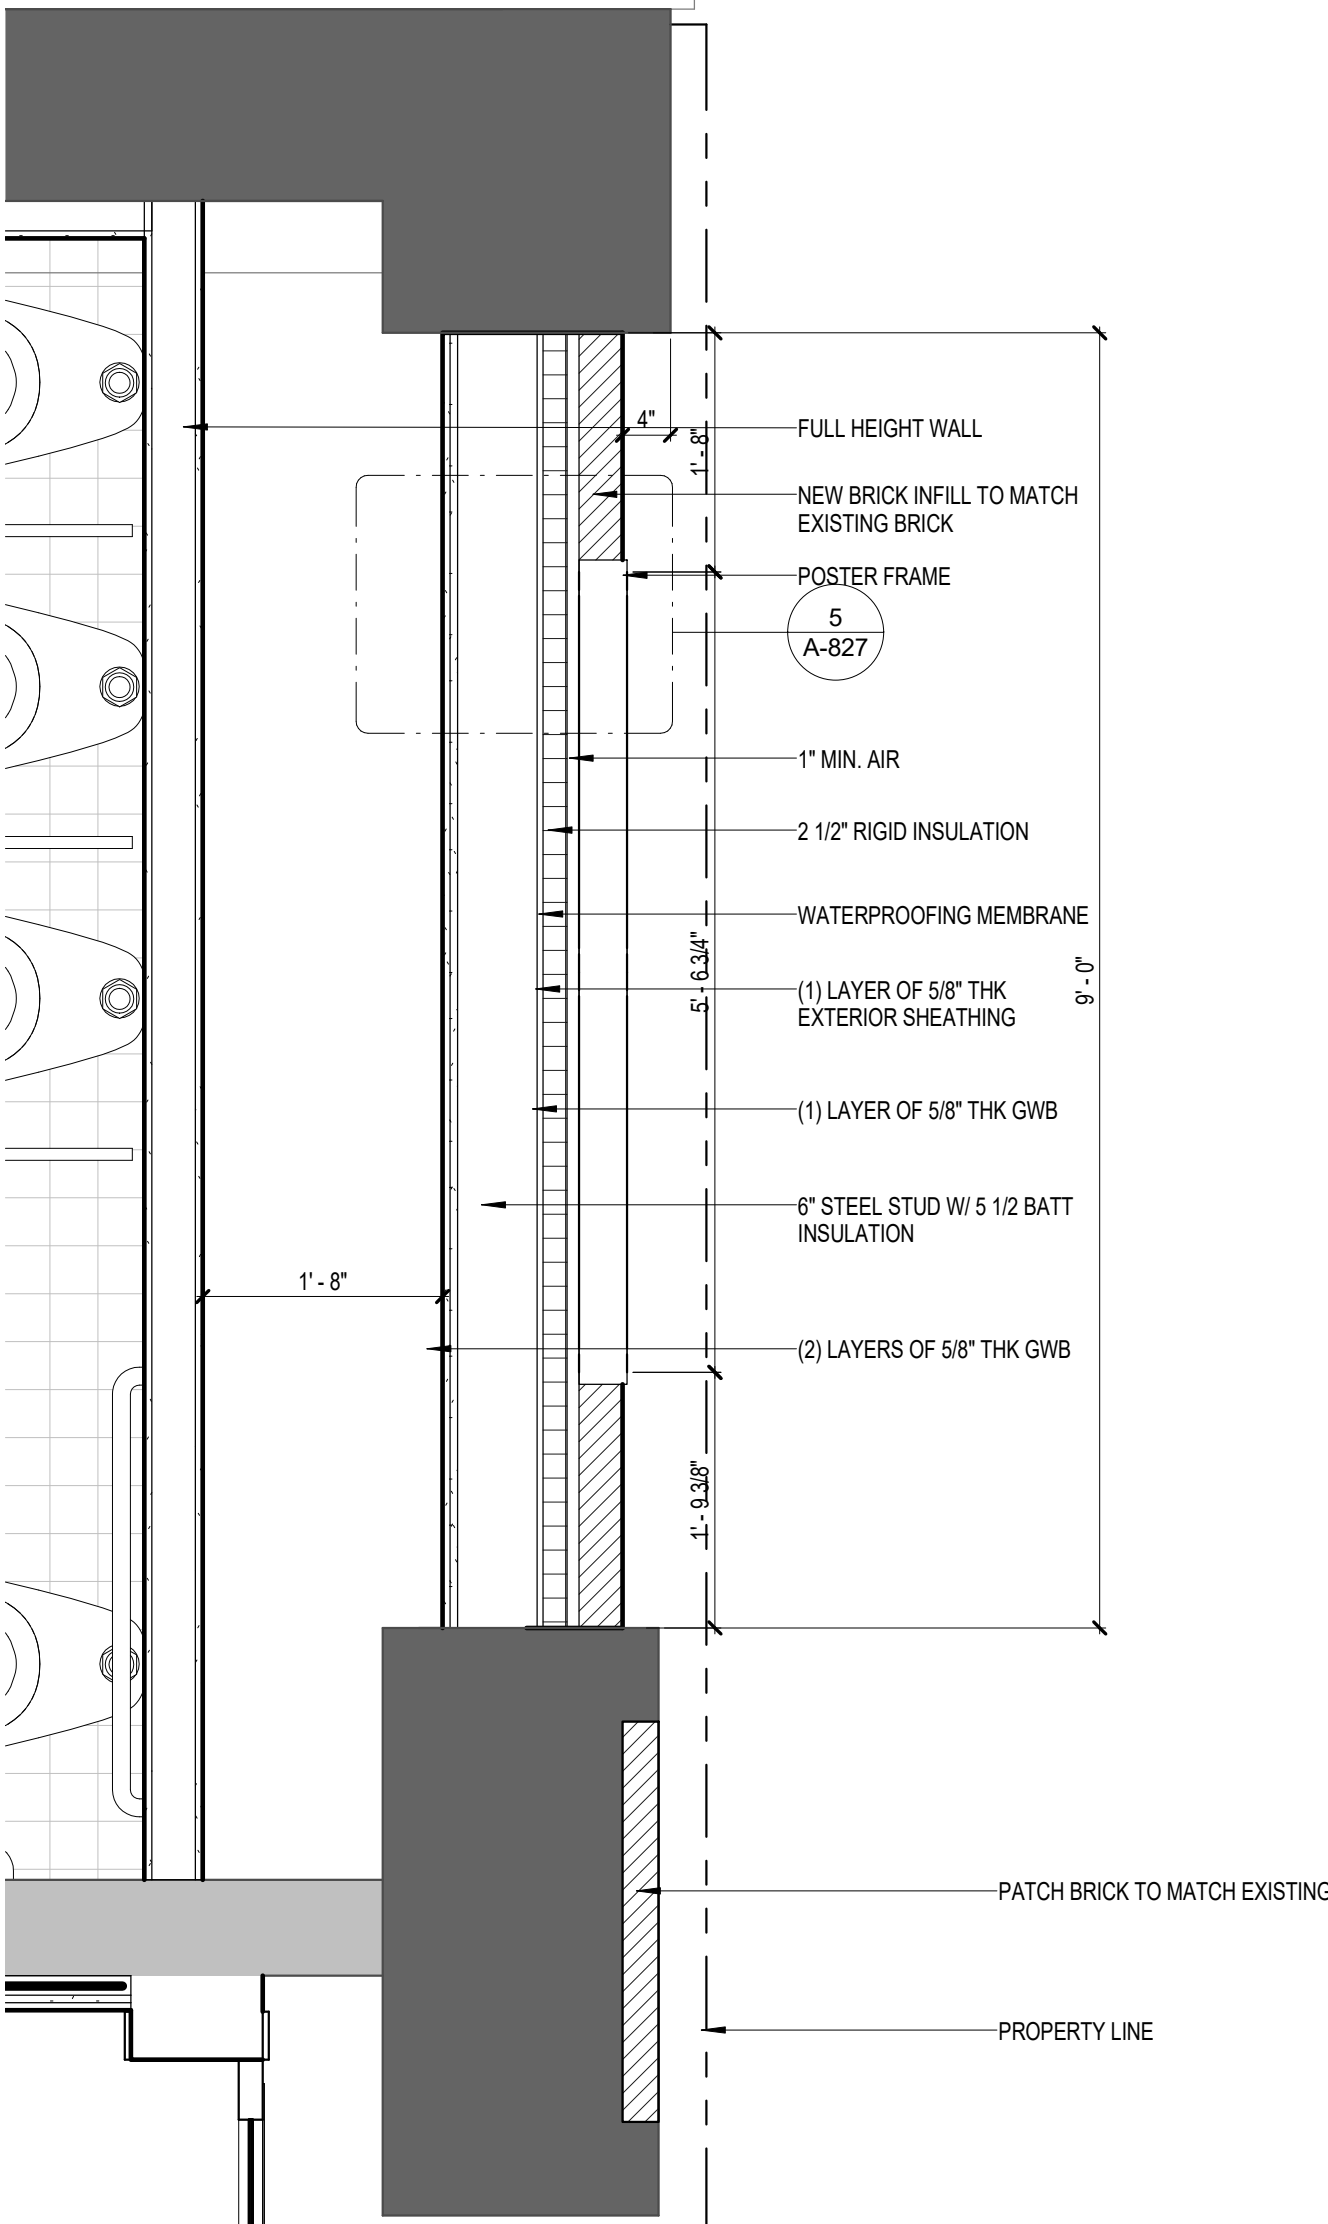 4"
1' - 8"
FULL HEIGHT WALL
NEW BRICK INFILL TO MATCH
EXISTING BRICK
POSTER FRAME
5
A-827
1" MIN. AIR
2 1/2" RIGID INSULATION
WATERPROOFING MEMBRANE
5' - 6 3/4"
9' - 0"
(1) LAYER OF 5/8" THK
EXTERIOR SHEATHING
(1) LAYER OF 5/8" THK GWB
6" STEEL STUD W/ 5 1/2 BATT
INSULATION
1' - 8"
(2) LAYERS OF 5/8" THK GWB
1' - 9 3/8"
PATCH BRICK TO MATCH EXISTING
PROPERTY LINE